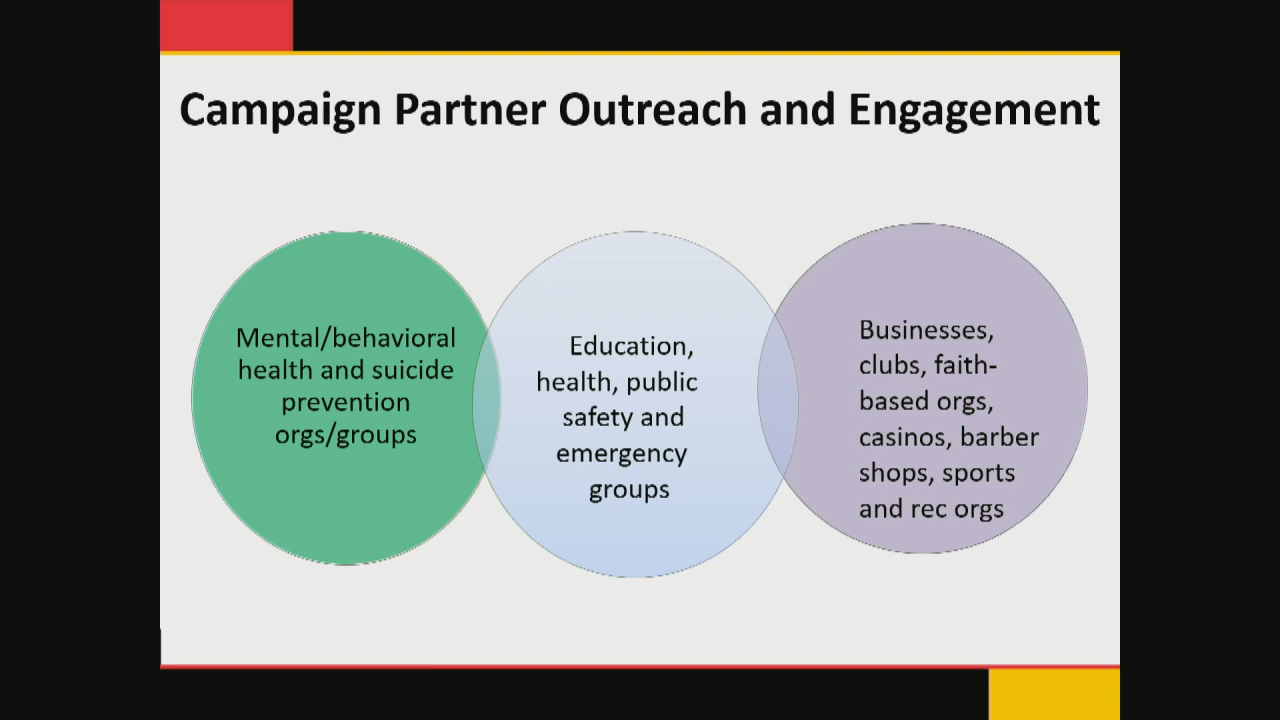 Campaign Partner Outreach and Engagement
Mental/behavioral
health and suicide
prevention
orgs/groups
Education,
health, public
safety and
emergency
groups
Businesses,
clubs, faith-
based orgs,
casinos, barber
shops, sports
and rec orgs